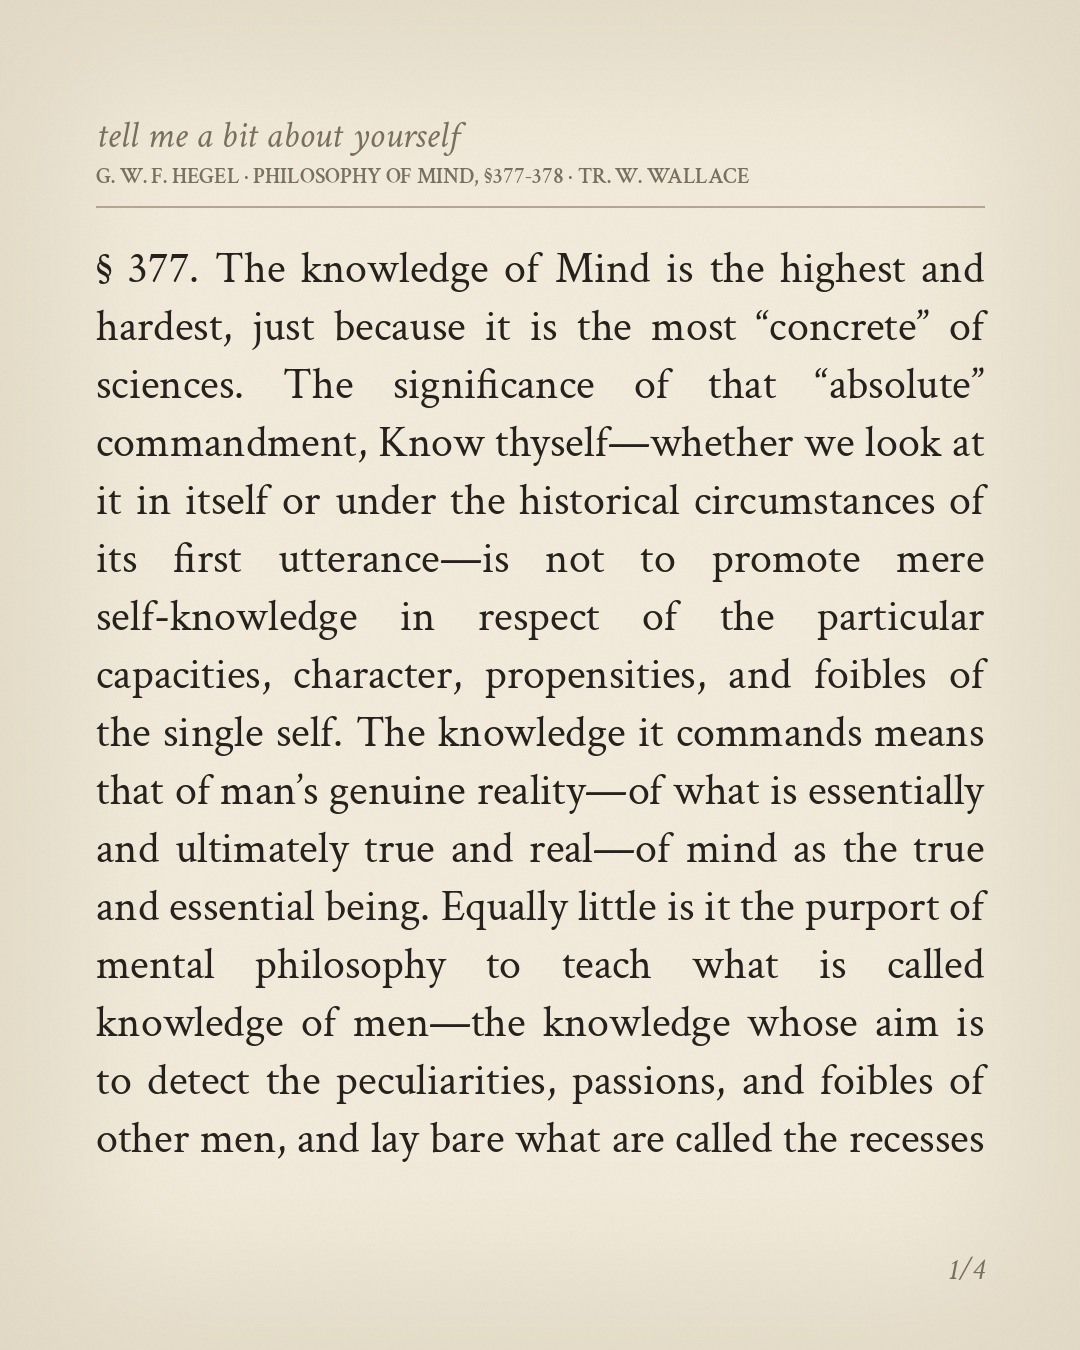 tell me a bit about yourself
G. W. F. HEGEL · PHILOSOPHY OF MIND, §377-378 · TR. W. WALLACE
§ 377. The knowledge of Mind is the highest and
hardest, just because it is the most “concrete” of
sciences. The significance of that “absolute”
commandment, Know thyself—whether we look at
it in itself or under the historical circumstances of
its first utterance—is not to promote mere
self-knowledge in respect of the particular
capacities, character, propensities, and foibles of
the single self. The knowledge it commands means
that of man’s genuine reality—of what is essentially
and ultimately true and real—of mind as the true
and essential being. Equally little is it the purport of
mental philosophy to teach what is called
knowledge of men—the knowledge whose aim is
to detect the peculiarities, passions, and foibles of
other men, and lay bare what are called the recesses
1/4